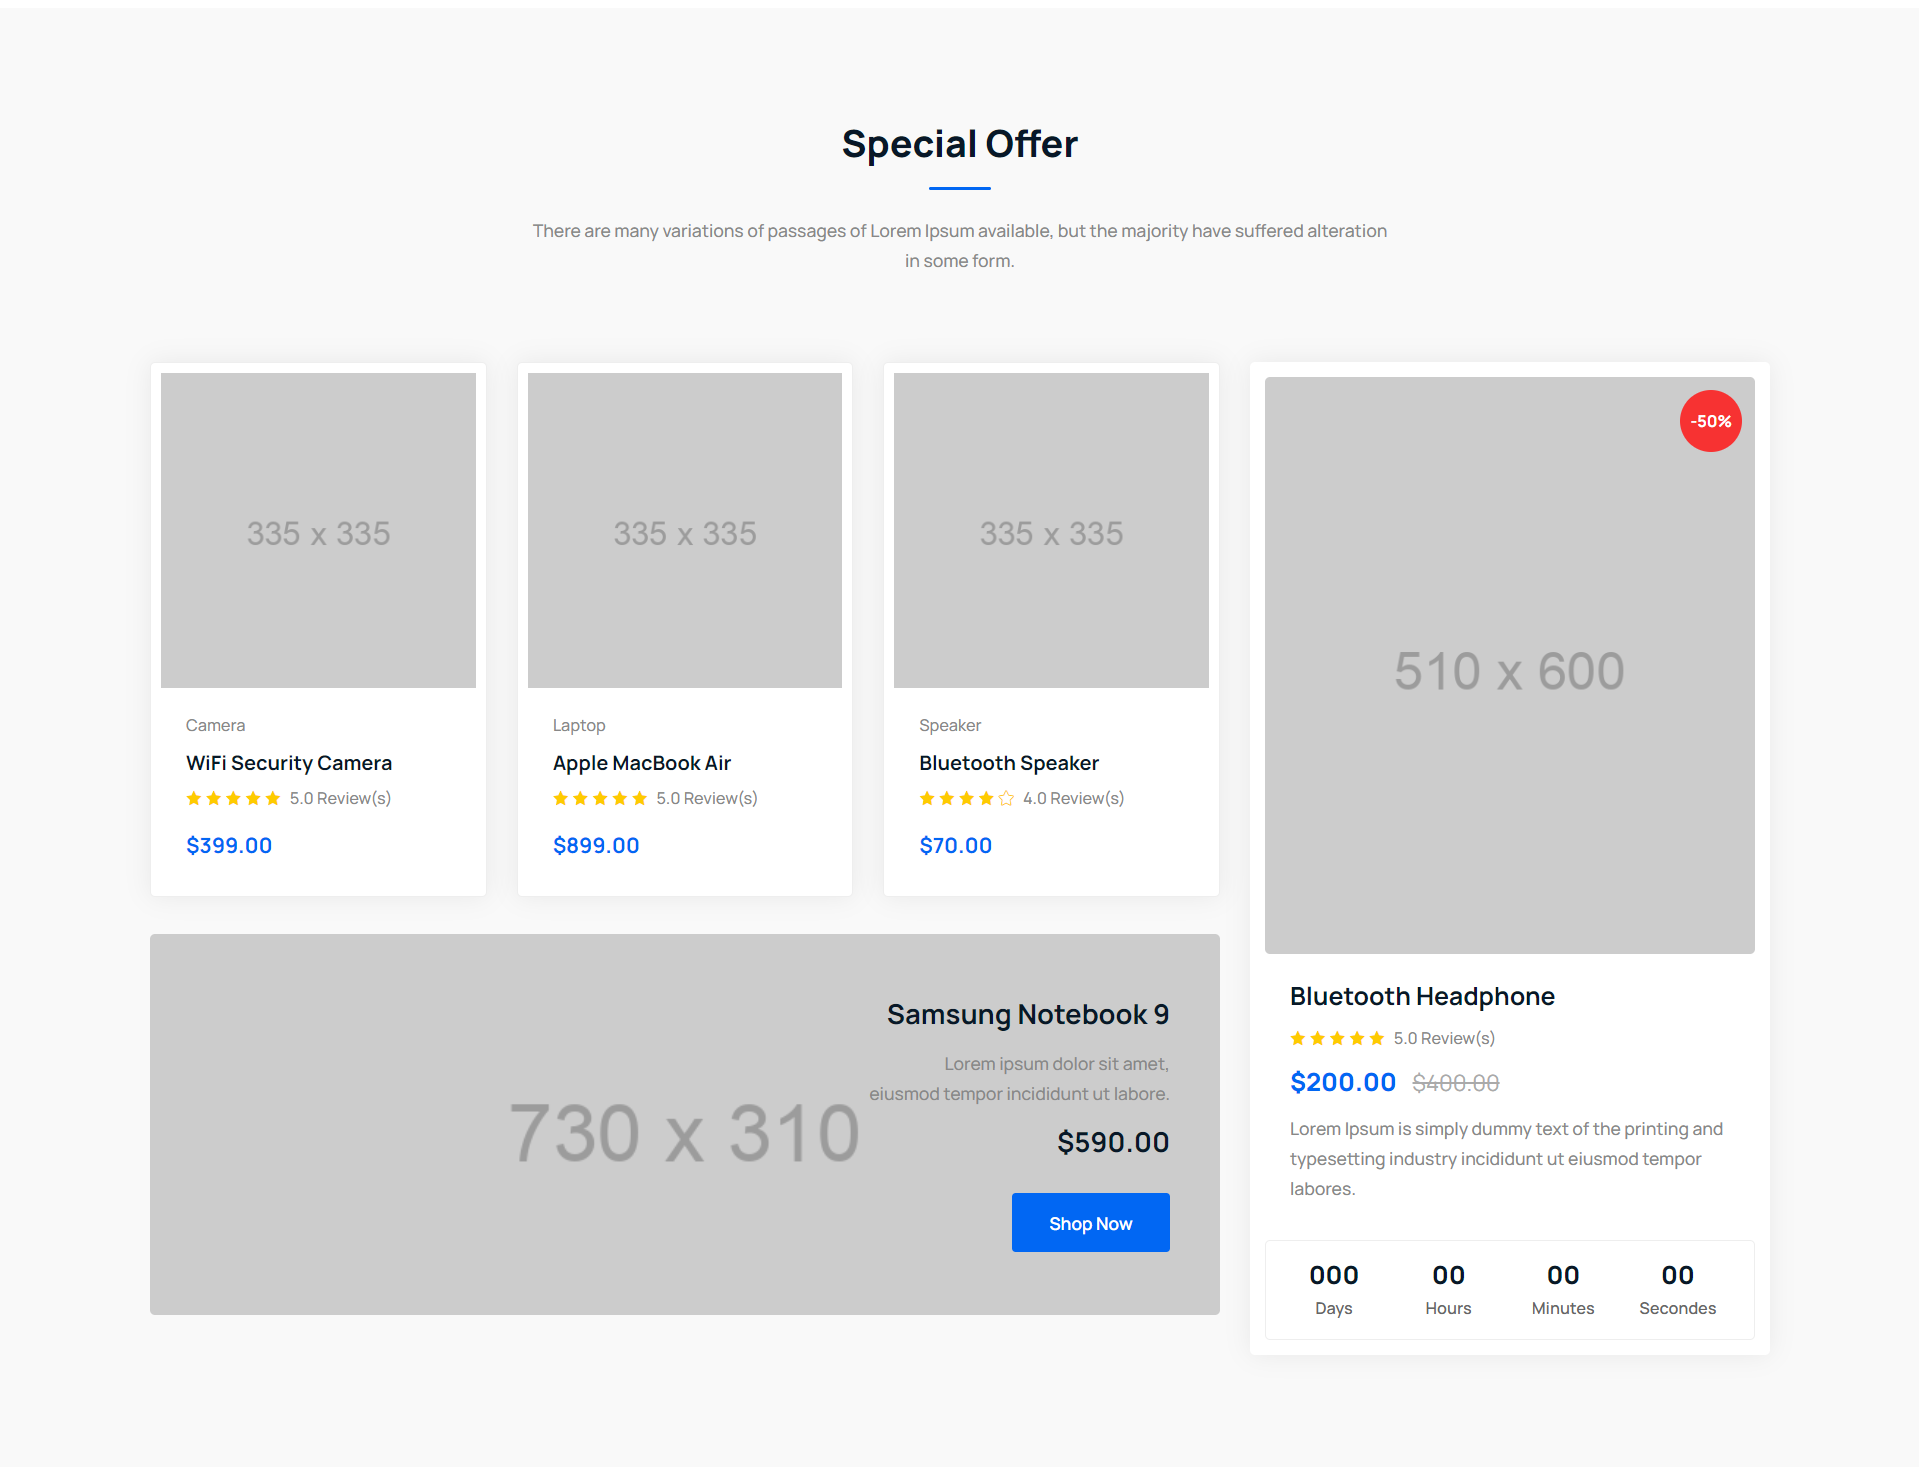 Special Offer
There are many variations of passages of Lorem Ipsum available, but the majority have suffered alteration
in some form.
335 x 335
Camera
WiFi Security Camera
5.0 Review(s)
$399.00
335 x 335
Laptop
Apple MacBook Air
5.0 Review(s)
$899.00
335 x 335
Speaker
Bluetooth Speaker
4.0 Review(s)
$70.00
730 x 310
Samsung Notebook 9
Lorem ipsum dolor sit amet,
eiusmod tempor incididunt ut labore.
$590.00
Shop Now
-50%
510 x 600
Bluetooth Headphone
5.0 Review(s)
$200.00 $400.00
Lorem Ipsum is simply dummy text of the printing and
typesetting industry incididunt ut eiusmod tempor
labores.
000 00 00 00
Days Hours Minutes Secondes